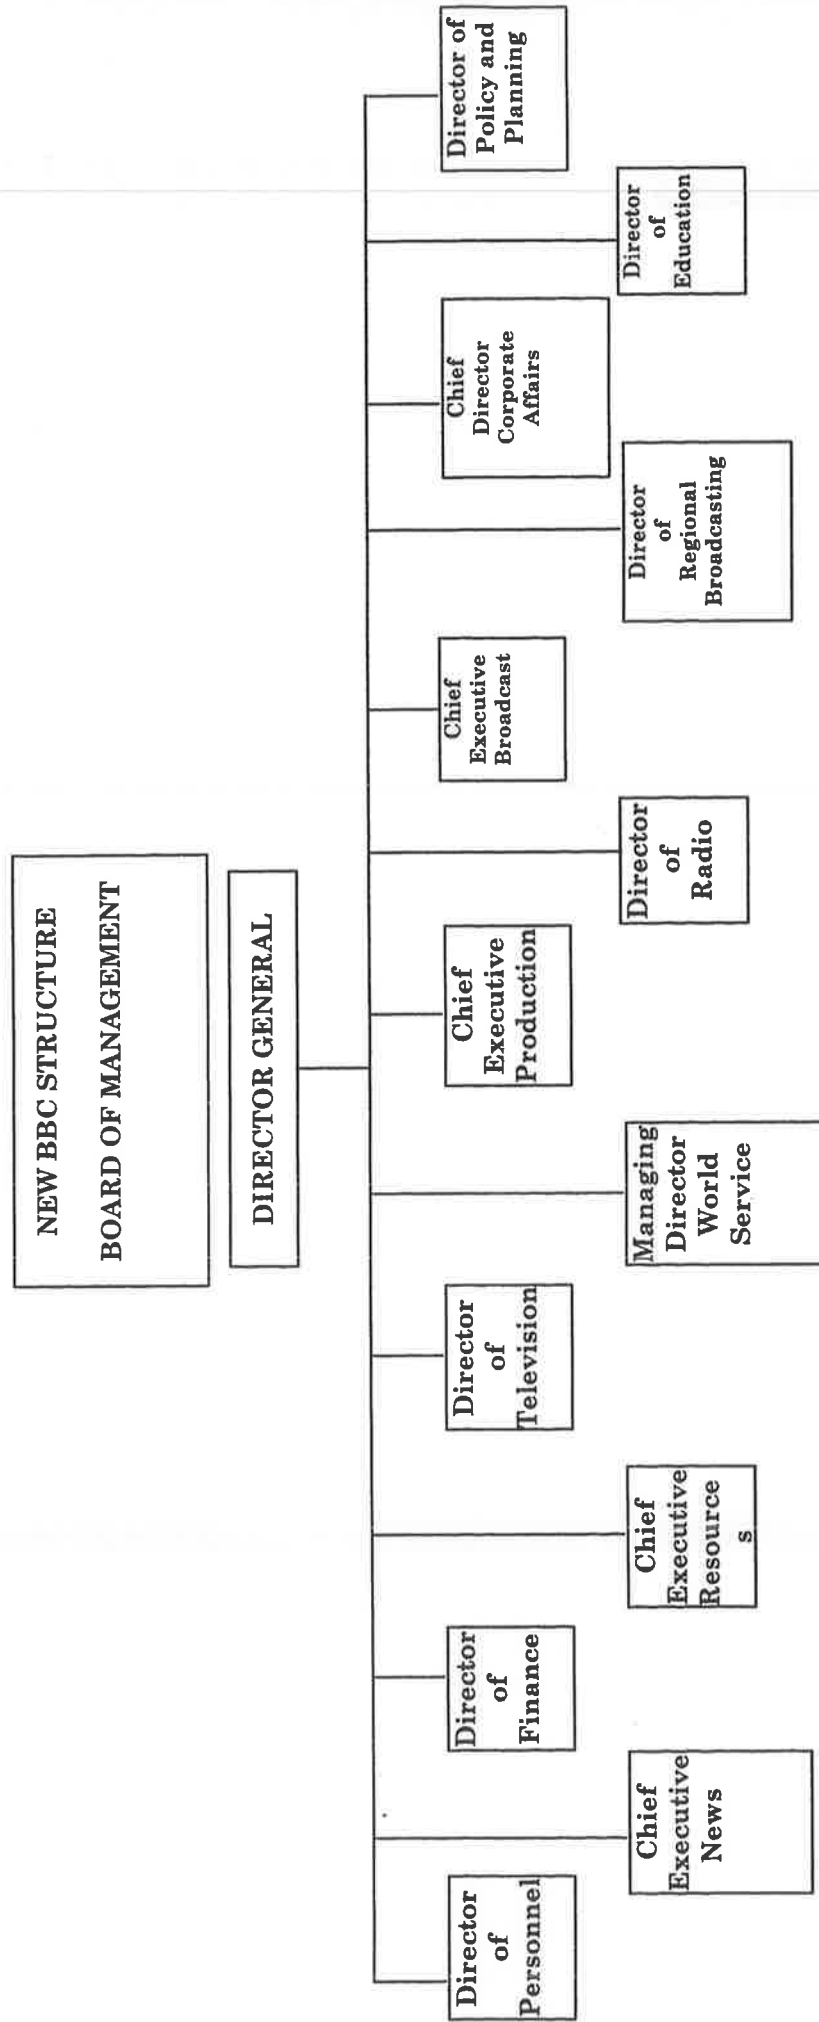 NEW BBC STRUCTURE
BOARD OF MANAGEMENT
DIRECTOR GENERAL
Director
of
Personnel
Director
of
Finance
Director
of
Television
Chief
Executive
Production
Chief
Executive
Broadcast
Chief
Director
Corporate
Affairs
Director of
Policy and
Planning
Chief
Executive
News
Chief
Executive
Resource
s
Managing
Director
World
Service
Director
of
Radio
Director
of
Regional
Broadcasting
Director
of
Education